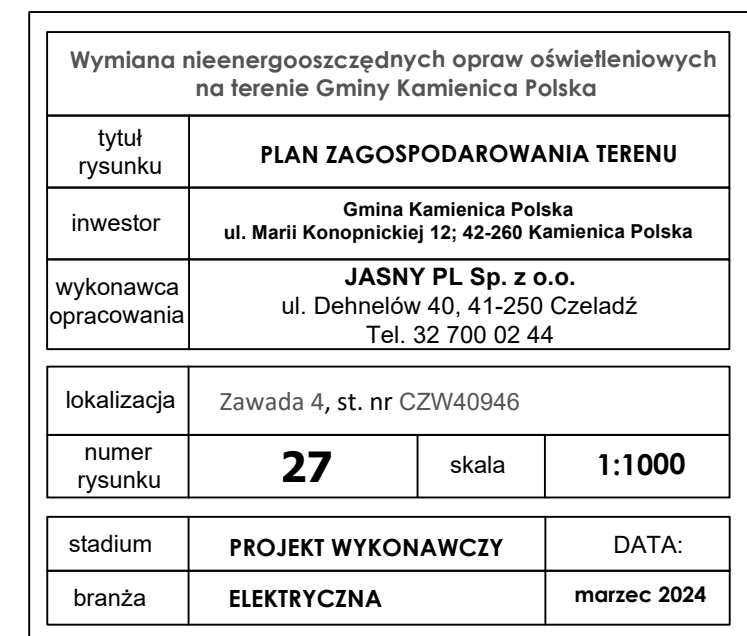 Wymiana nieenergooszczędnych opraw oświetleniowych
na terenie Gminy Kamienica Polska
tytuł
rysunku
PLAN ZAGOSPODAROWANIA TERENU
inwestor
Gmina Kamienica Polska
ul. Marii Konopnickiej 12; 42-260 Kamienica Polska
wykonawca
opracowania
JASNY PL Sp. z o.o.
ul. Dehnelów 40, 41-250 Czeladź
Tel. 32 700 02 44
lokalizacja
Zawada 4, st. nr CZW40946
numer
rysunku
27
skala
1:1000
stadium
PROJEKT WYKONAWCZY
DATA:
branża
ELEKTRYCZNA
marzec 2024